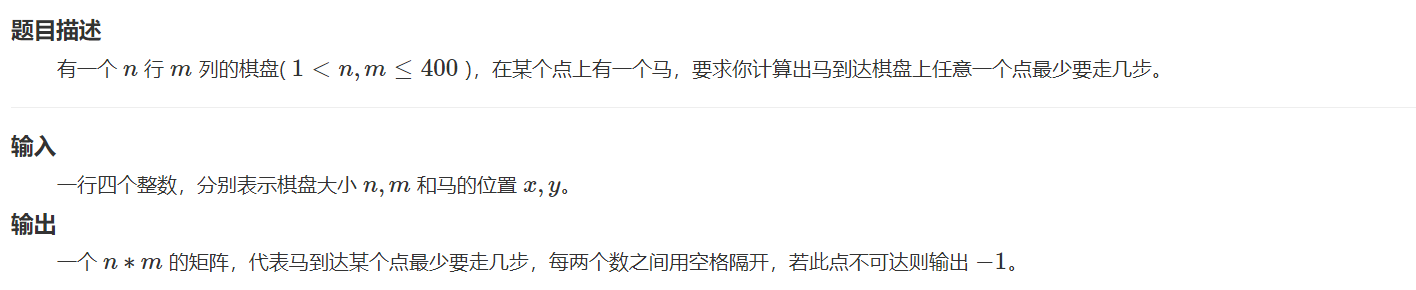 题目描述
有一个 n 行 m 列的棋盘( 1 < n, m ≤ 400 )，在某个点上有一个马，要求你计算出马到达棋盘上任意一个点最少要走几步。
输入
一行四个整数，分别表示棋盘大小 n, m 和马的位置 x, y。
输出
一个 n ∗ m 的矩阵，代表马到达某个点最少要走几步，每两个数之间用空格隔开，若此点不可达则输出 −1。